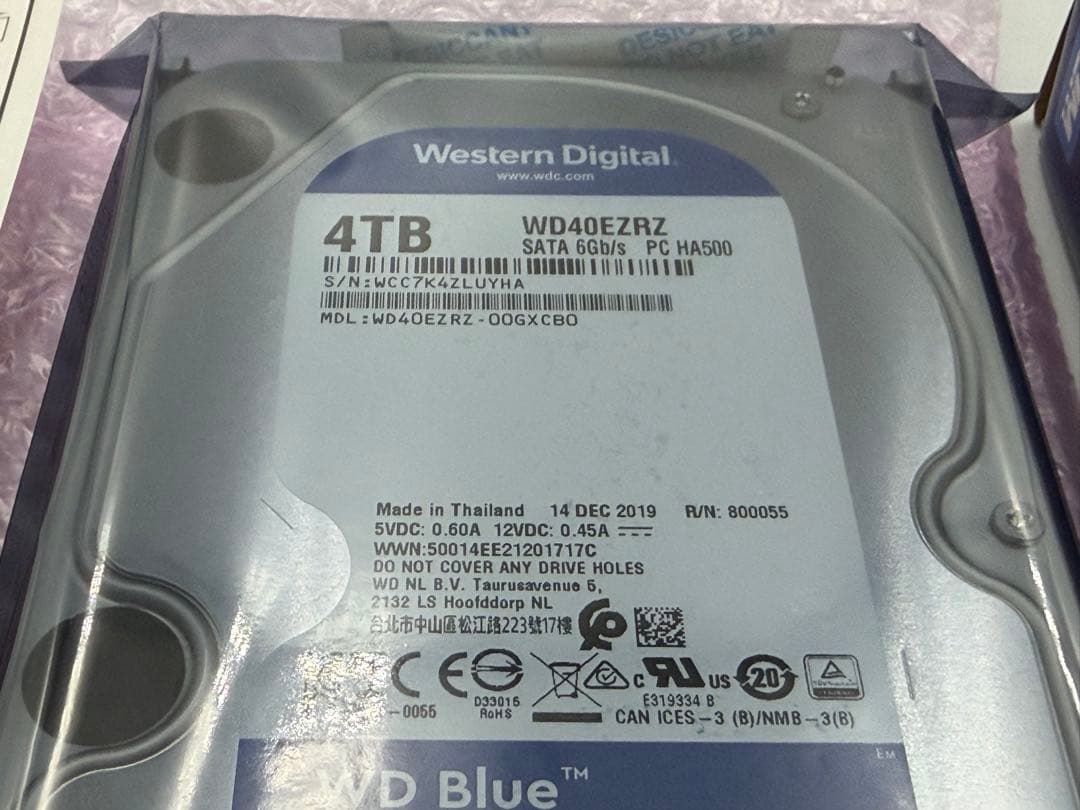 DESICCANT
DO NOT EAT
Western Digital
www.wdc.com
4TB
WD40EZRZ
SATA 6Gb/s PC HA500
S/N:WCC7K4ZLUYHA
MDL:WD40EZRZ-00GXCB0
Made in Thailand 14 DEC 2019 R/N: 800055
5VDC: 0.60A 12VDC: 0.45A
WWN:50014EE21201717C
DO NOT COVER ANY DRIVE HOLES
WD NL B.V. Taurusavenue 5,
2132 LS Hoofddorp NL
台北市中山區松江路223號17樓
CE
c RU us
20
D33015
RoHS
E319334 B
-0055
CAN ICES-3 (B)/NMB-3(B)
EM
WD Blue™